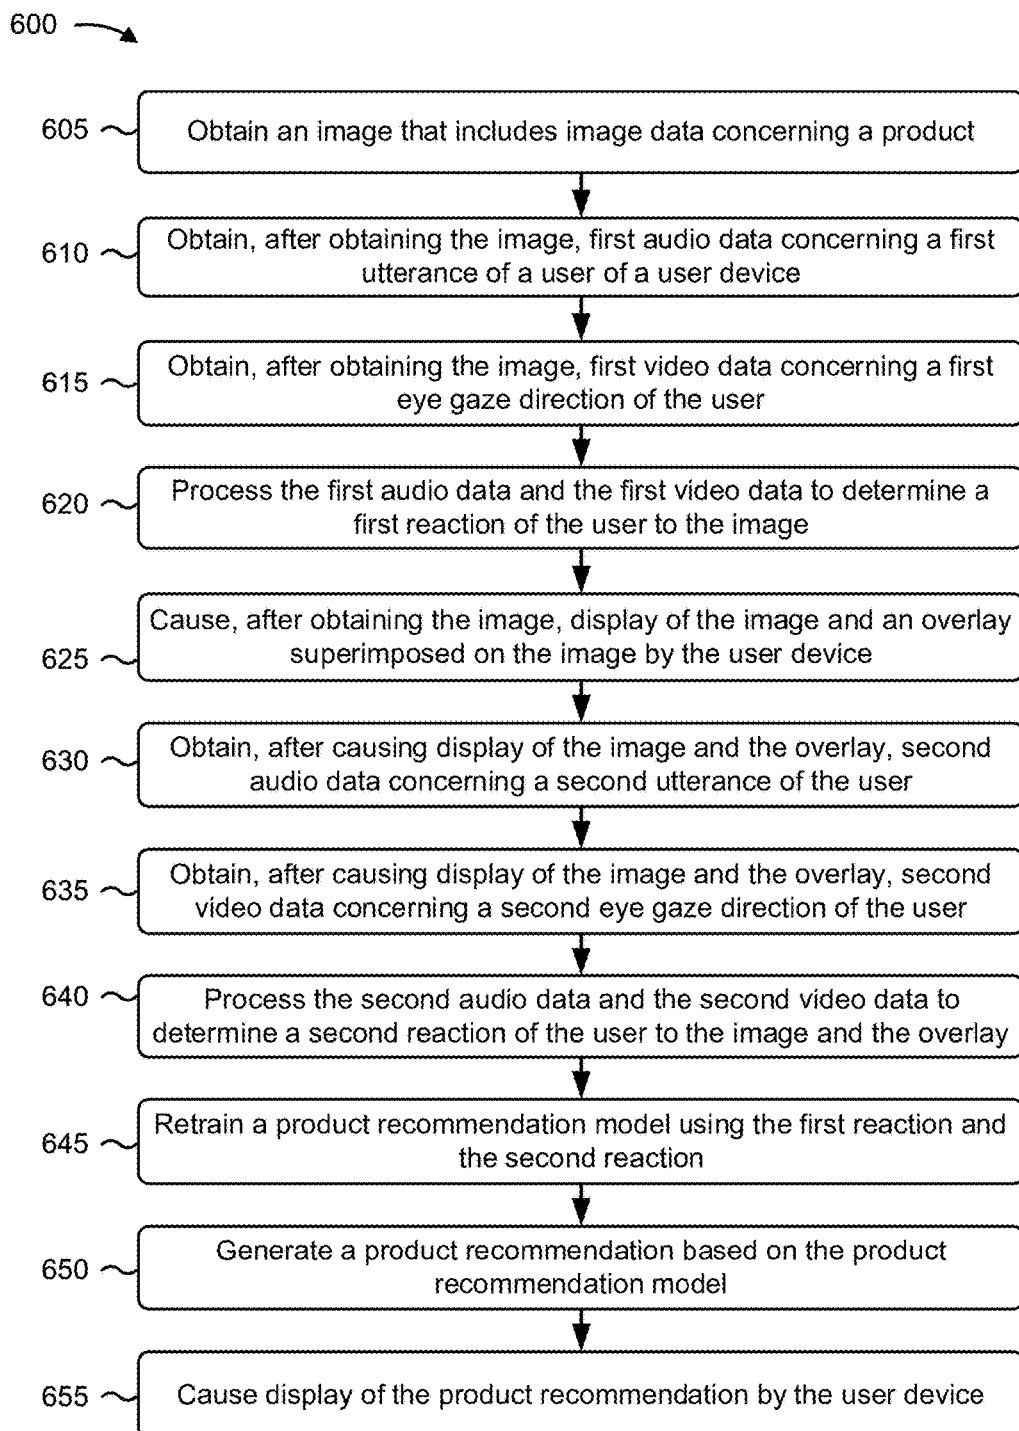 600
605
Obtain an image that includes image data concerning a product
610
Obtain, after obtaining the image, first audio data concerning a first
utterance of a user of a user device
615
Obtain, after obtaining the image, first video data concerning a first
eye gaze direction of the user
620
Process the first audio data and the first video data to determine a
first reaction of the user to the image
625
Cause, after obtaining the image, display of the image and an overlay
superimposed on the image by the user device
630
Obtain, after causing display of the image and the overlay, second
audio data concerning a second utterance of the user
635
Obtain, after causing display of the image and the overlay, second
video data concerning a second eye gaze direction of the user
640
Process the second audio data and the second video data to
determine a second reaction of the user to the image and the overlay
645
Retrain a product recommendation model using the first reaction and
the second reaction
650
Generate a product recommendation based on the product
recommendation model
655
Cause display of the product recommendation by the user device